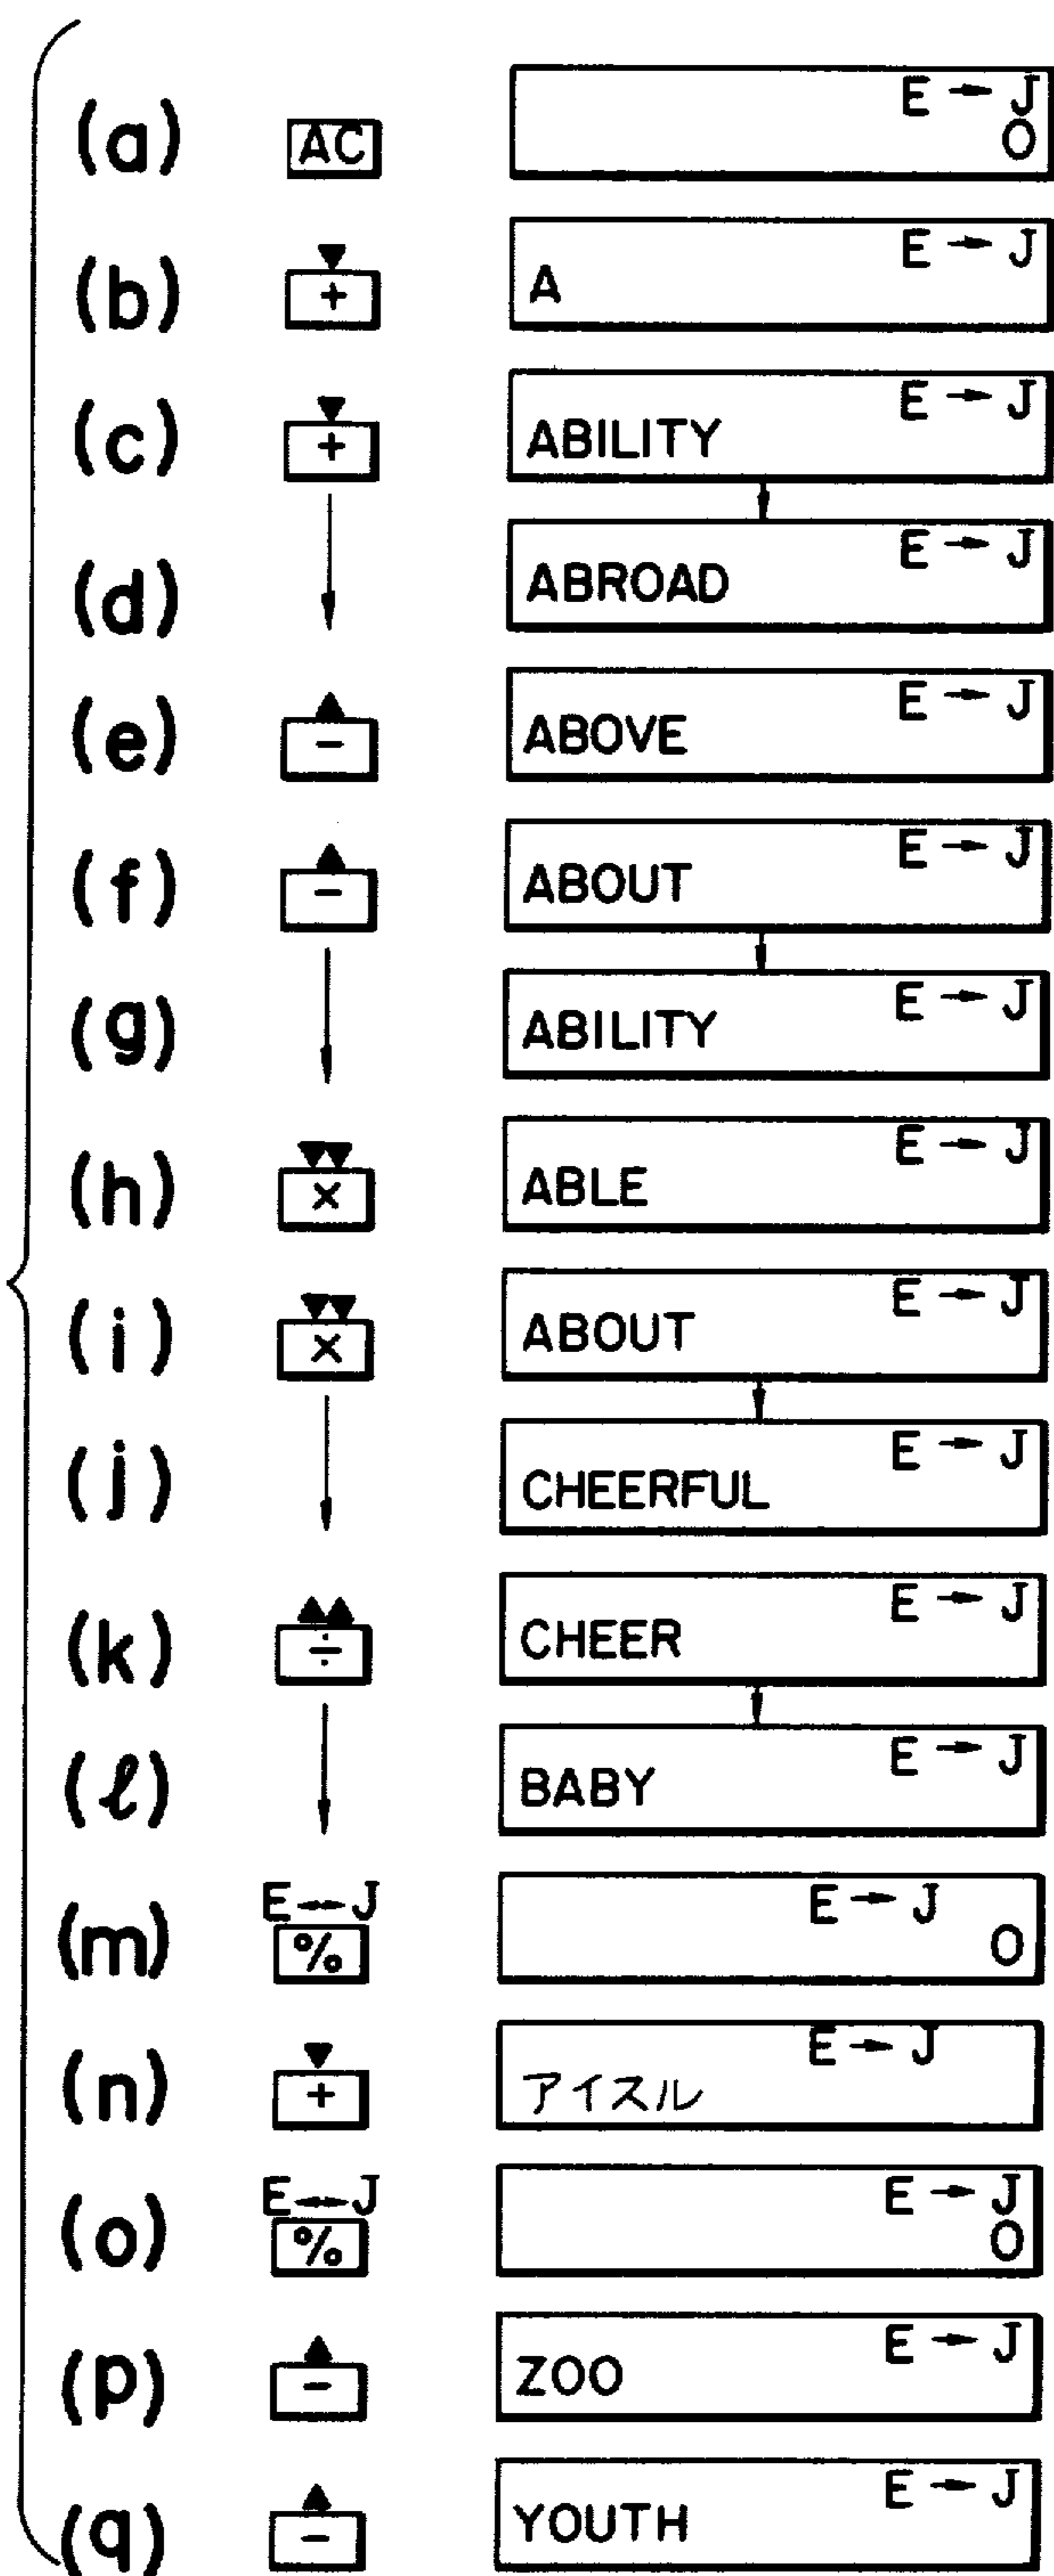 (a) AC E → J
0
(b) ▼ E → J
+ A
(c) ▼ E → J
+ ABILITY
(d) E → J
ABROAD
(e) ▲ E → J
- ABOVE
(f) ▲ E → J
- ABOUT
(g) E → J
ABILITY
(h) ▼▼ E → J
× ABLE
(i) ▼▼ E → J
× ABOUT
(j) E → J
CHEERFUL
(k) ▲▲ E → J
÷ CHEER
(ℓ) E → J
BABY
(m) E↔J E → J
% 0
(n) ▼ E → J
+ アイスル
(o) E↔J E → J
% 0
(p) ▲ E → J
- ZOO
(q) ▲ E → J
- YOUTH